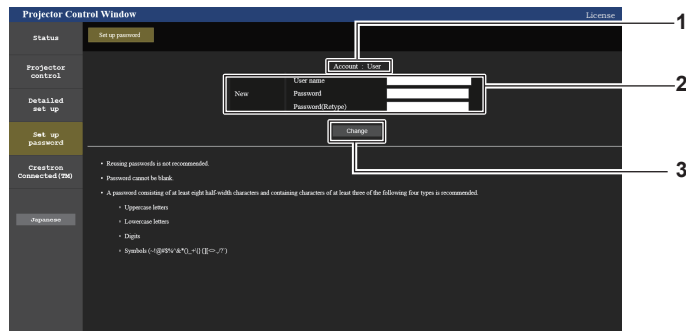 Projector Control Window
License
1
Status
Set up password
Projector
control
Account : User
2
User name
New
Password
Password(Retype)
Detailed
set up
Change
Set up
password
3
• Reusing passwords is not recommended.
• Password cannot be blank.
• A password consisting of at least eight half-width characters and containing characters of at least three of the following four types is recommended.
Crestron
Connected(TM)
• Uppercase letters
• Lowercase letters
Japanese
• Digits